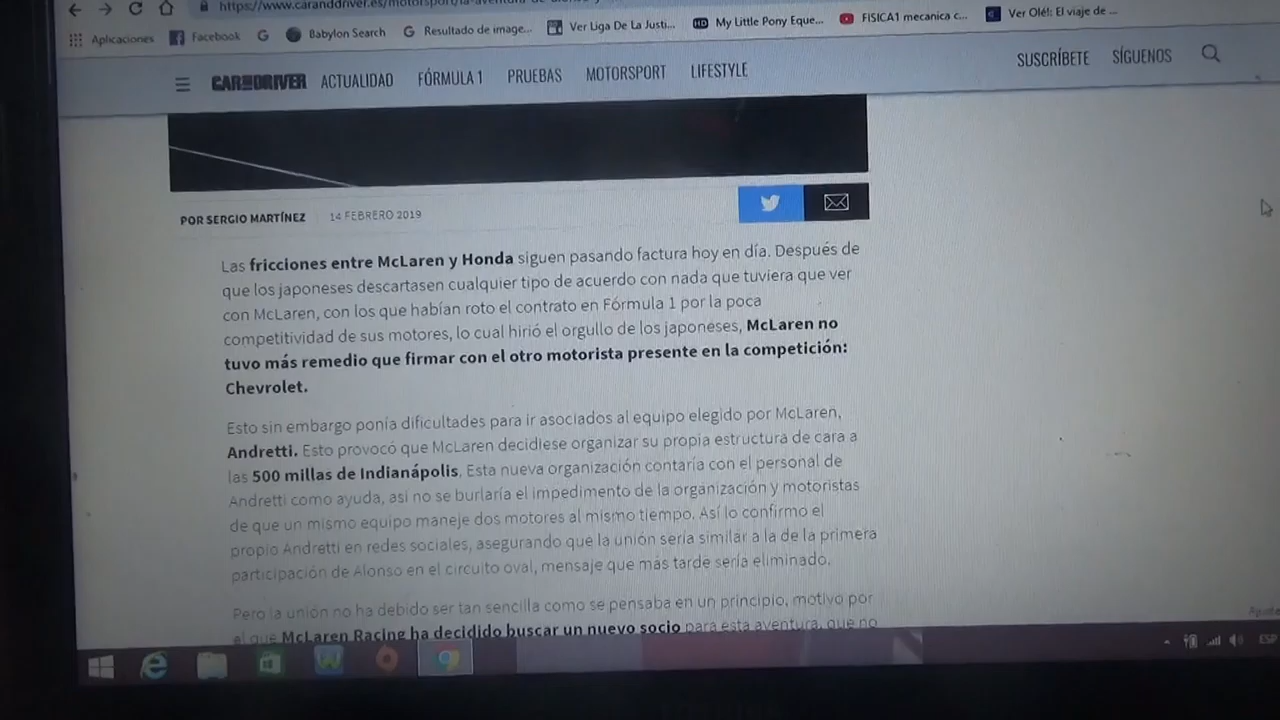 https://www.caranddriver.es/motorsport/la-aventura-de-
Aplicaciones Facebook Babylon Search Resultado de image... Ver Liga De La Justi... My Little Pony Eque... FISICA1 mecanica c... Ver Olé!: El viaje de ...
CAR AND DRIVER ACTUALIDAD FÓRMULA 1 PRUEBAS MOTORSPORT LIFESTYLE SUSCRÍBETE SÍGUENOS
POR SERGIO MARTÍNEZ 14 FEBRERO 2019
Las fricciones entre McLaren y Honda siguen pasando factura hoy en día. Después de
que los japoneses descartasen cualquier tipo de acuerdo con nada que tuviera que ver
con McLaren, con los que habían roto el contrato en Fórmula 1 por la poca
competitividad de sus motores, lo cual hirió el orgullo de los japoneses, McLaren no
tuvo más remedio que firmar con el otro motorista presente en la competición:
Chevrolet.
Esto sin embargo ponía dificultades para ir asociados al equipo elegido por McLaren,
Andretti. Esto provocó que McLaren decidiese organizar su propia estructura de cara a
las 500 millas de Indianápolis. Esta nueva organización contaría con el personal de
Andretti como ayuda, asi no se burlaría el impedimento de la organización y motoristas
de que un mismo equipo maneje dos motores al mismo tiempo. Así lo confirmo el
propio Andretti en redes sociales, asegurando que la unión sería similar a la de la primera
participación de Alonso en el circuito oval, mensaje que más tarde sería eliminado.
Pero la unión no ha debido ser tan sencilla como se pensaba en un principio, motivo por
el que McLaren Racing ha decidido buscar un nuevo socio para esta aventura, que no
ESP